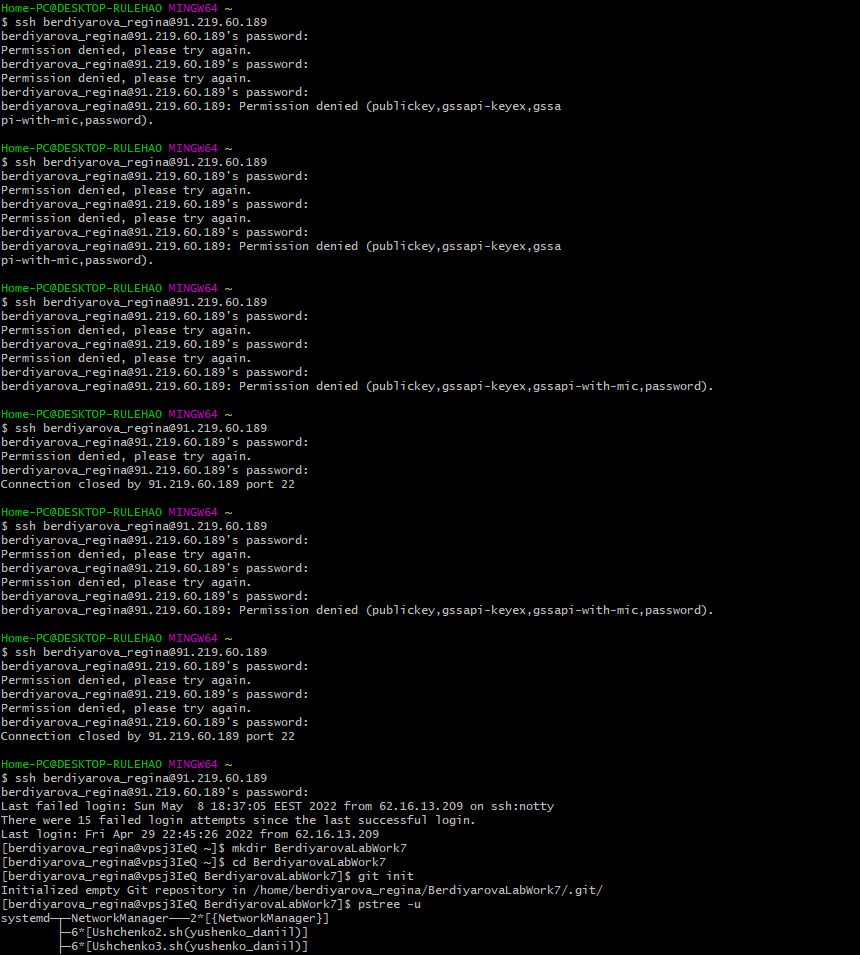 Home-PC@DESKTOP-RULEHAO MINGW64 ~
$ ssh berdiyarova_regina@91.219.60.189
berdiyarova_regina@91.219.60.189's password:
Permission denied, please try again.
berdiyarova_regina@91.219.60.189's password:
Permission denied, please try again.
berdiyarova_regina@91.219.60.189's password:
berdiyarova_regina@91.219.60.189: Permission denied (publickey,gssapi-keyex,gssa
pi-with-mic,password).
Home-PC@DESKTOP-RULEHAO MINGW64 ~
$ ssh berdiyarova_regina@91.219.60.189
berdiyarova_regina@91.219.60.189's password:
Permission denied, please try again.
berdiyarova_regina@91.219.60.189's password:
Permission denied, please try again.
berdiyarova_regina@91.219.60.189's password:
berdiyarova_regina@91.219.60.189: Permission denied (publickey,gssapi-keyex,gssa
pi-with-mic,password).
Home-PC@DESKTOP-RULEHAO MINGW64 ~
$ ssh berdiyarova_regina@91.219.60.189
berdiyarova_regina@91.219.60.189's password:
Permission denied, please try again.
berdiyarova_regina@91.219.60.189's password:
Permission denied, please try again.
berdiyarova_regina@91.219.60.189's password:
berdiyarova_regina@91.219.60.189: Permission denied (publickey,gssapi-keyex,gssapi-with-mic,password).
Home-PC@DESKTOP-RULEHAO MINGW64 ~
$ ssh berdiyarova_regina@91.219.60.189
berdiyarova_regina@91.219.60.189's password:
Permission denied, please try again.
berdiyarova_regina@91.219.60.189's password:
Connection closed by 91.219.60.189 port 22
Home-PC@DESKTOP-RULEHAO MINGW64 ~
$ ssh berdiyarova_regina@91.219.60.189
berdiyarova_regina@91.219.60.189's password:
Permission denied, please try again.
berdiyarova_regina@91.219.60.189's password:
Permission denied, please try again.
berdiyarova_regina@91.219.60.189's password:
berdiyarova_regina@91.219.60.189: Permission denied (publickey,gssapi-keyex,gssapi-with-mic,password).
Home-PC@DESKTOP-RULEHAO MINGW64 ~
$ ssh berdiyarova_regina@91.219.60.189
berdiyarova_regina@91.219.60.189's password:
Permission denied, please try again.
berdiyarova_regina@91.219.60.189's password:
Permission denied, please try again.
berdiyarova_regina@91.219.60.189's password:
Connection closed by 91.219.60.189 port 22
Home-PC@DESKTOP-RULEHAO MINGW64 ~
$ ssh berdiyarova_regina@91.219.60.189
berdiyarova_regina@91.219.60.189's password:
Last failed login: Sun May  8 18:37:05 EEST 2022 from 62.16.13.209 on ssh:notty
There were 15 failed login attempts since the last successful login.
Last login: Fri Apr 29 22:45:26 2022 from 62.16.13.209
[berdiyarova_regina@vpsj3IeQ ~]$ mkdir BerdiyarovaLabWork7
[berdiyarova_regina@vpsj3IeQ ~]$ cd BerdiyarovaLabWork7
[berdiyarova_regina@vpsj3IeQ BerdiyarovaLabWork7]$ git init
Initialized empty Git repository in /home/berdiyarova_regina/BerdiyarovaLabWork7/.git/
[berdiyarova_regina@vpsj3IeQ BerdiyarovaLabWork7]$ pstree -u
systemd─┬─NetworkManager───2*[{NetworkManager}]
        ├─6*[Ushchenko2.sh(yushenko_daniil)]
        ├─6*[Ushchenko3.sh(yushenko_daniil)]